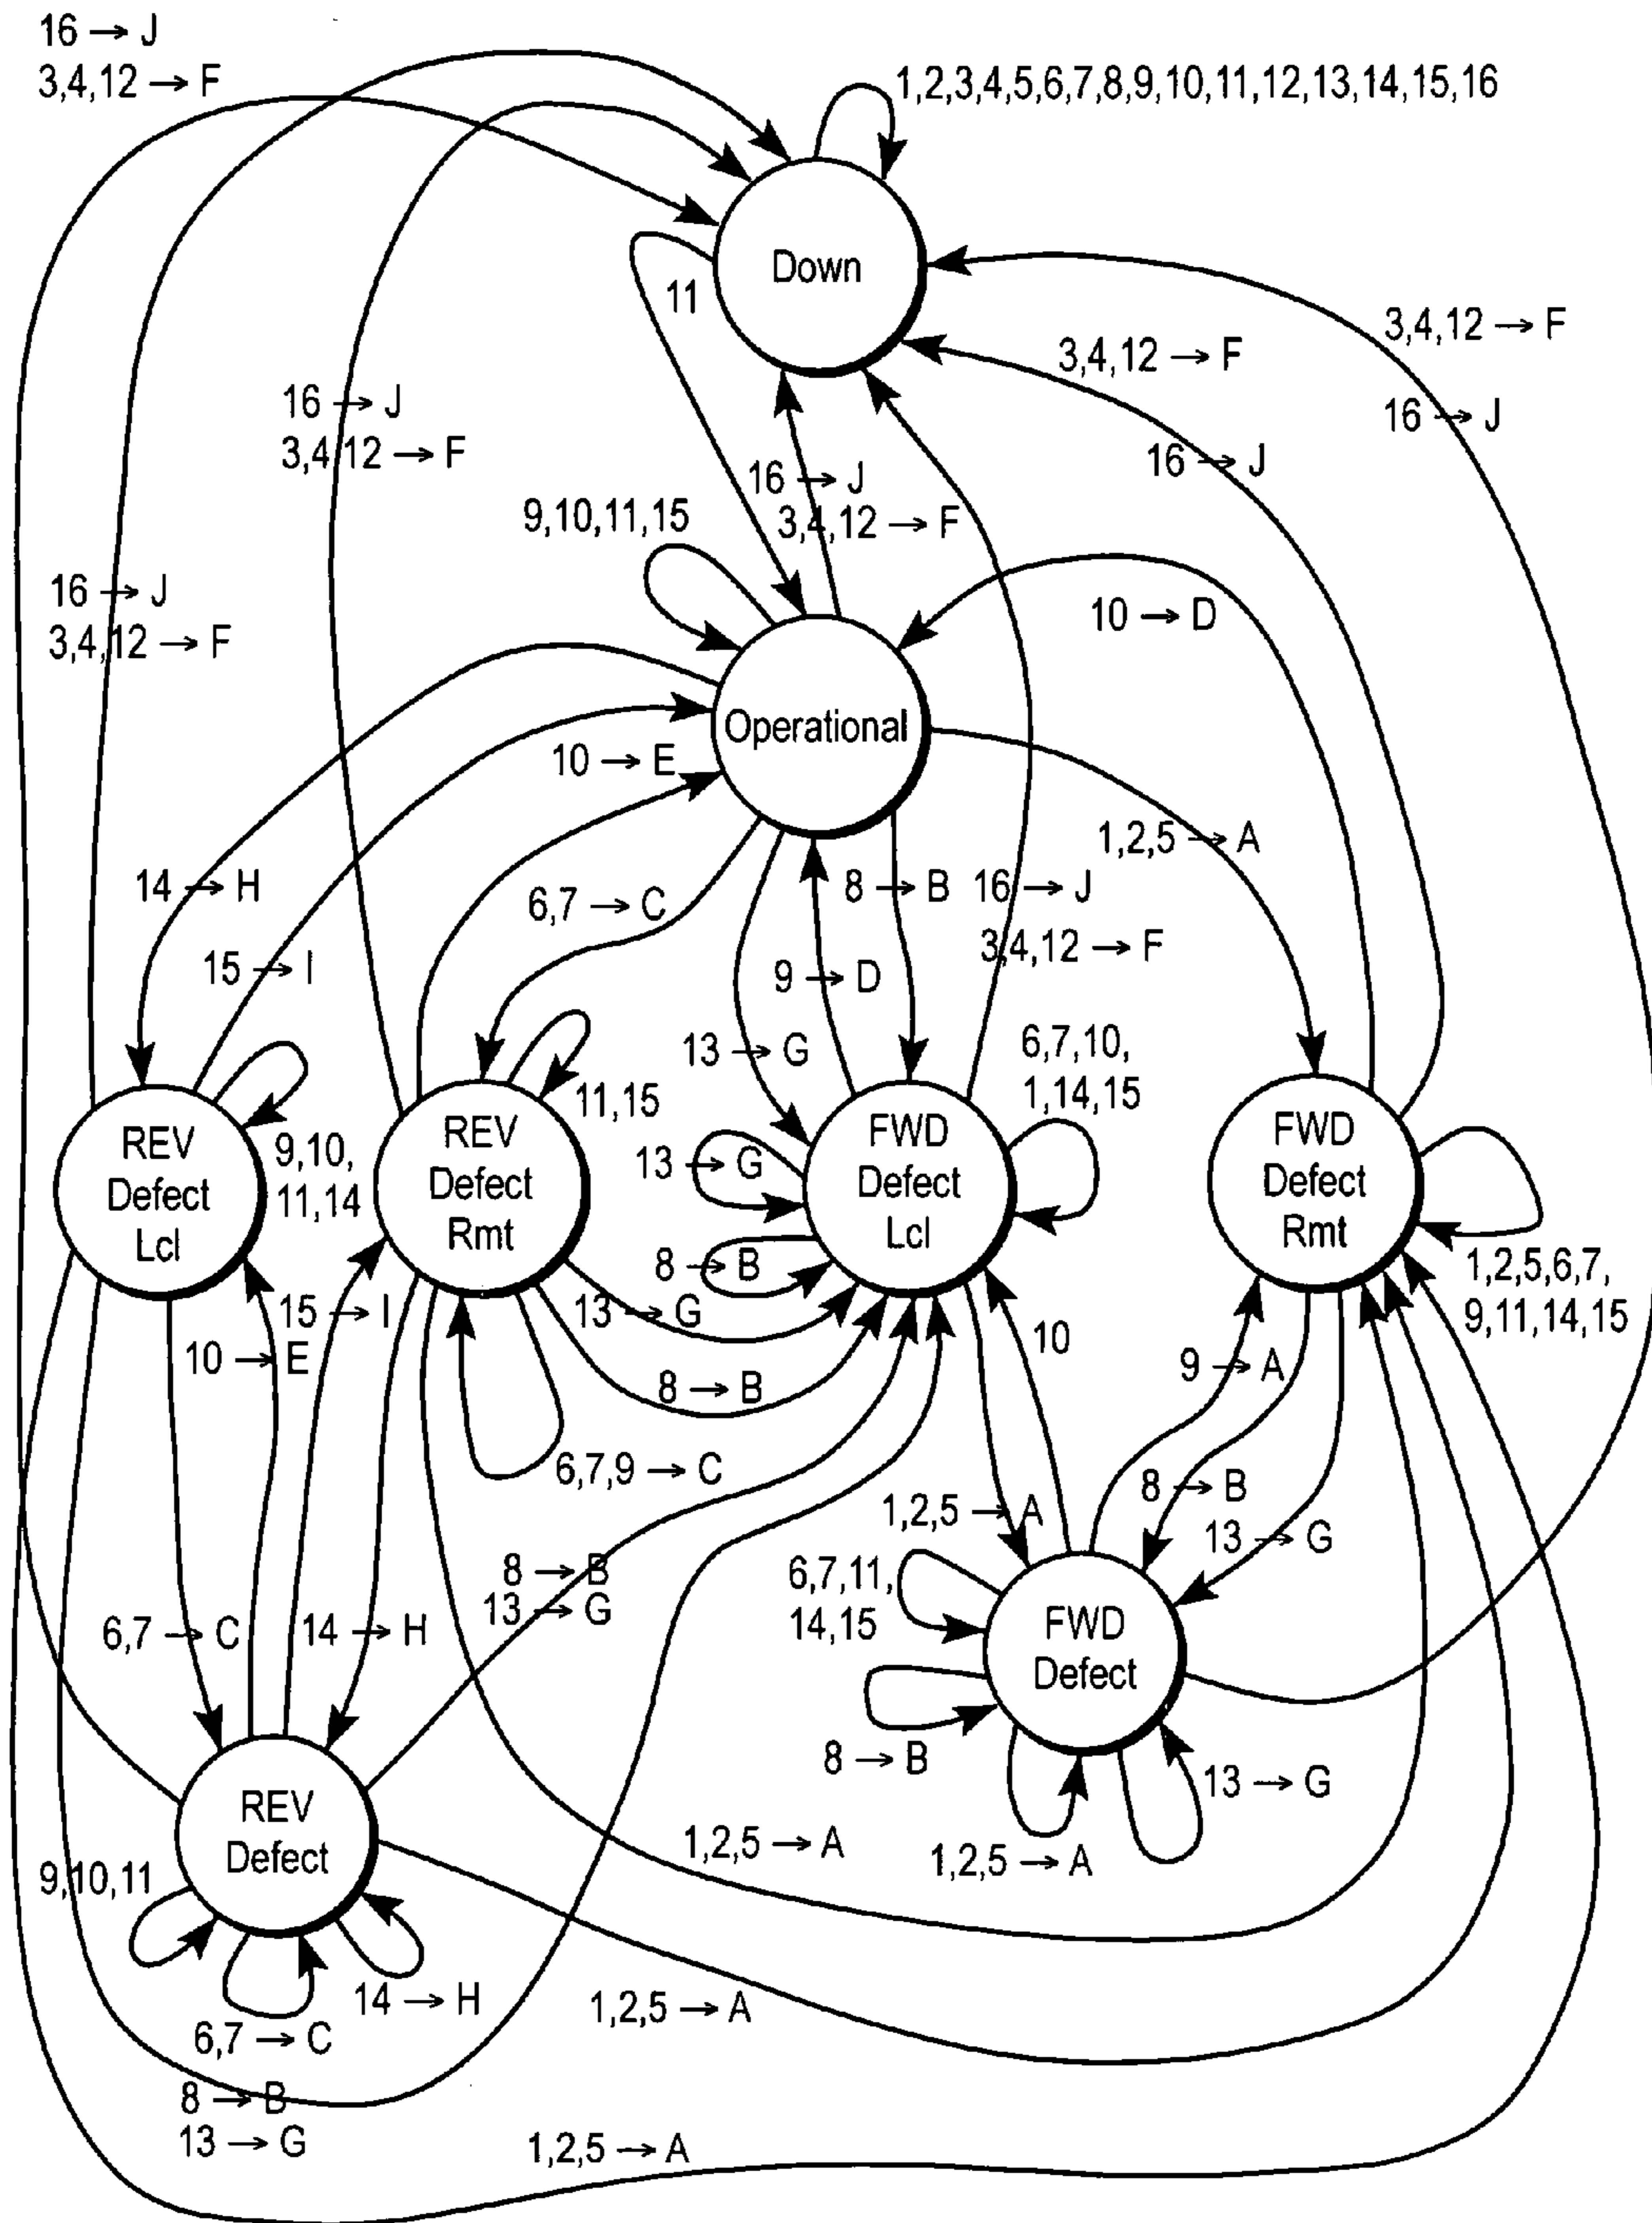 16 → J
3,4,12 → F
1,2,3,4,5,6,7,8,9,10,11,12,13,14,15,16
Down
11
3,4,12 → F
16 → J
3,4,12 → F
16 → J
16 → J
3,4,12 → F
16 → J
3,4,12 → F
9,10,11,15
16 → J
3,4,12 → F
10 → D
Operational
10 → E
1,2,5 → A
14 → H
15 → I
6,7 → C
8 → B
9 → D
13 → G
16 → J
3,4,12 → F
6,7,10,
1,14,15
11,15
REV
Defect
Lcl
9,10,
11,14
REV
Defect
Rmt
13 → G
8 → B
FWD
Defect
Lcl
FWD
Defect
Rmt
1,2,5,6,7,
9,11,14,15
15 → I
10 → E
13 → G
8 → B
6,7,9 → C
10
9 → A
8 → B
13 → G
1,2,5 → A
6,7,11,
14,15
8 → B
13 → G
6,7 → C
14 → H
FWD
Defect
8 → B
13 → G
1,2,5 → A
1,2,5 → A
REV
Defect
9,10,11
14 → H
6,7 → C
1,2,5 → A
8 → B
13 → G
1,2,5 → A